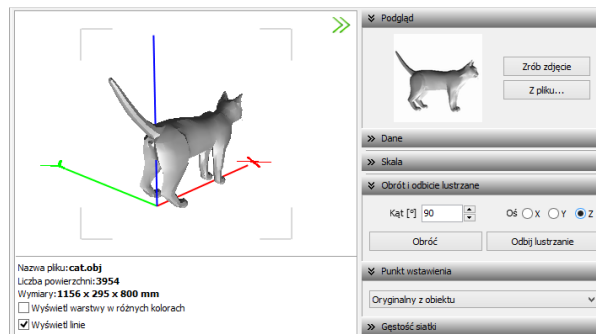 Podgląd
Zrób zdjęcie
Z pliku...
Dane
Skala
Obrót i odbicie lustrzane
Kąt [°] 90 Oś X Y Z
Obróć Odbij lustrzanie
Punkt wstawienia
Oryginalny z obiektu
Gęstość siatki
Nazwa pliku:cat.obj
Liczba powierzchni:3954
Wymiary:1156 x 295 x 800 mm
Wyświetl warstwy w różnych kolorach
Wyświetl linie